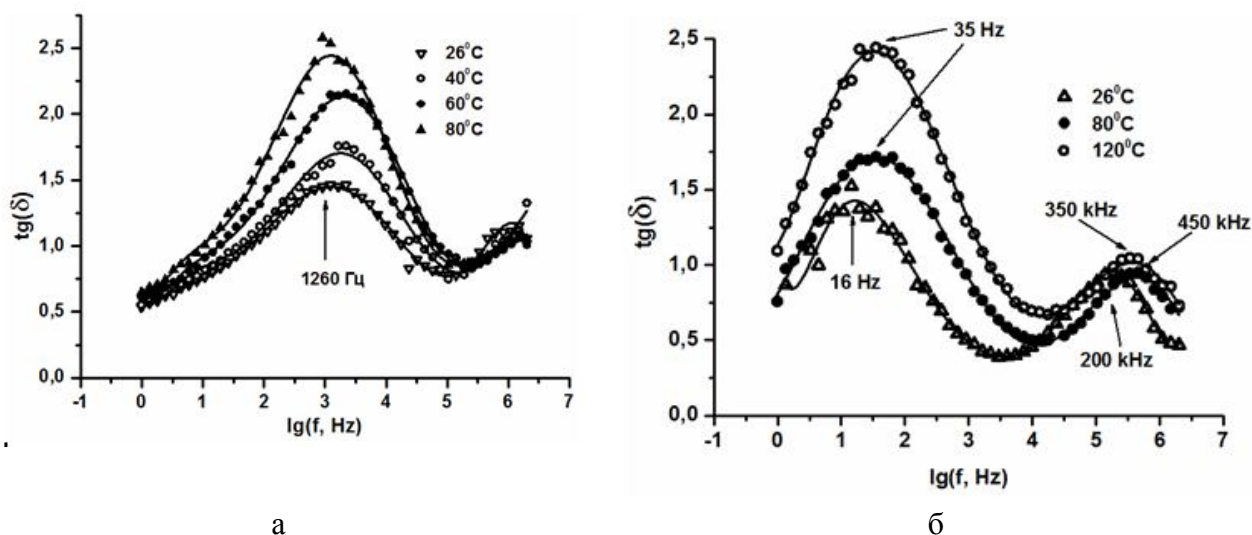 2,5
2,0
1,5
1,0
0,5
0,0
tg(δ)
26⁰C
40⁰C
60⁰C
80⁰C
1260 Гц
-1 0 1 2 3 4 5 6 7
lg(f, Hz)
а
2,5
2,0
1,5
1,0
0,5
0,0
tg(δ)
35 Hz
26⁰C
80⁰C
120⁰C
350 kHz
450 kHz
16 Hz
200 kHz
-1 0 1 2 3 4 5 6 7
lg(f, Hz)
б